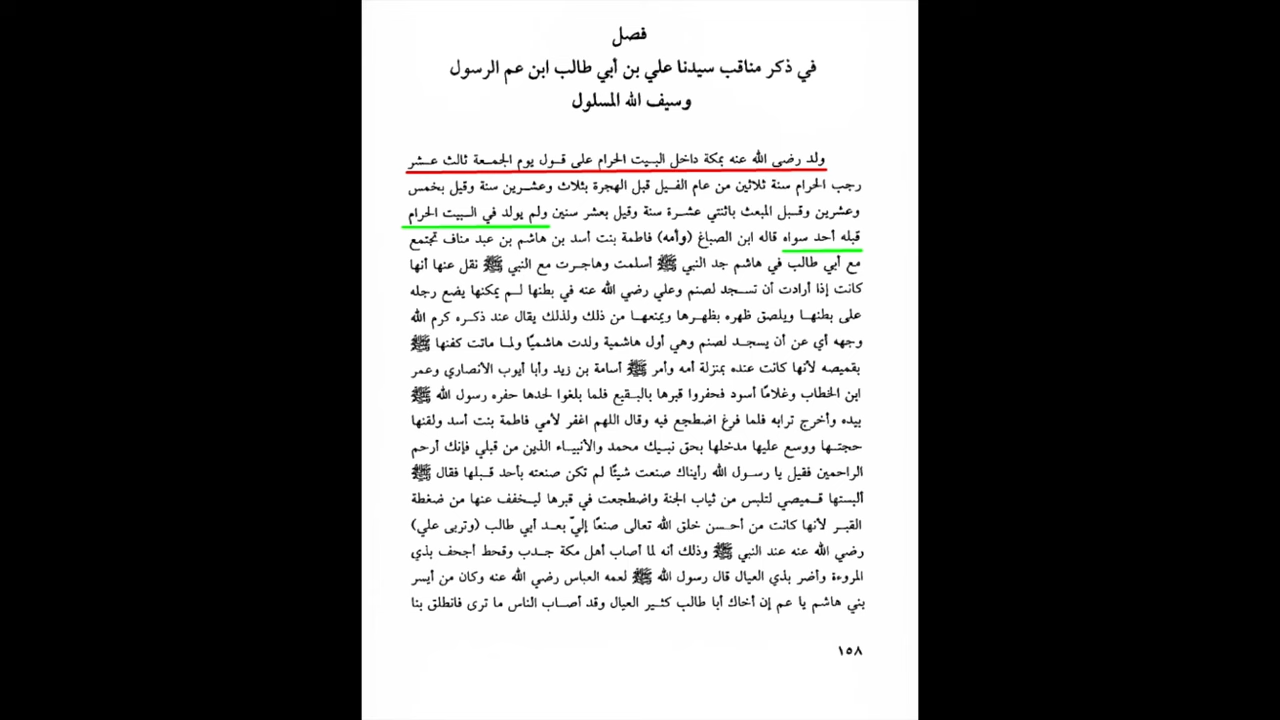 فصل
في ذكر مناقب سيدنا علي بن أبي طالب ابن عم الرسول
وسيف الله المسلول
ولد رضى الله عنه بمكة داخل البيت الحرام على قول يوم الجمعة ثالث عشر
رجب الحرام سنة ثلاثين من عام الفيل قبل الهجرة بثلاث وعشرين سنة وقيل بخمس
وعشرين وقبل المبعث باثنتي عشرة سنة وقيل بعشر سنين ولم يولد في البيت الحرام
قبله أحد سواه قاله ابن الصباغ (وأمه) فاطمة بنت أسد بن هاشم بن عبد مناف تجتمع
مع أبي طالب في هاشم جد النبي ﷺ أسلمت وهاجرت مع النبي ﷺ نقل عنها أنها
كانت إذا أرادت أن تسجد لصنم وعلي رضي الله عنه في بطنها لم يمكنها يضع رجله
على بطنها ويلصق ظهره بظهرها ويمنعها من ذلك ولذلك يقال عند ذكره كرم الله
وجهه أي عن أن يسجد لصنم وهي أول هاشمية ولدت هاشميًا ولما ماتت كفنها ﷺ
بقميصه لأنها كانت عنده بمنزلة أمه وأمر ﷺ أسامة بن زيد وأبا أيوب الأنصاري وعمر
ابن الخطاب وغلامًا أسود فحفروا قبرها بالبقيع فلما بلغوا لحدها حفره رسول الله ﷺ
بيده وأخرج ترابه فلما فرغ اضطجع فيه وقال اللهم اغفر لأمي فاطمة بنت أسد ولقنها
حجتها ووسع عليها مدخلها بحق نبيك محمد والأنبياء الذين من قبلي فإنك أرحم
الراحمين فقيل يا رسول الله رأيناك صنعت شيئًا لم تكن صنعته بأحد قبلها فقال ﷺ
ألبستها قميصي لتلبس من ثياب الجنة واضطجعت في قبرها ليخفف عنها من ضغطة
القبر لأنها كانت من أحسن خلق الله تعالى صنعًا إليّ بعد أبي طالب (وتربى علي)
رضي الله عنه عند النبي ﷺ وذلك أنه لما أصاب أهل مكة جدب وقحط أجحف بذي
المروءة وأضر بذي العيال قال رسول الله ﷺ لعمه العباس رضي الله عنه وكان من أيسر
بني هاشم يا عم إن أخاك أبا طالب كثير العيال وقد أصاب الناس ما ترى فانطلق بنا
١٥٨